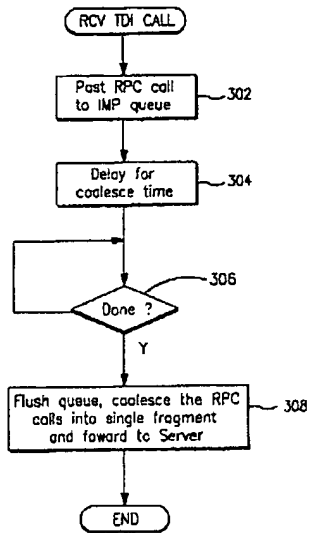 RCV TDI CALL
Post RPC call
to IMP queue
302
Delay for
coalesce time
304
306
Done ?
Y
Flush queue, coalesce the RPC
calls into single fragment
and foward to Server
308
END